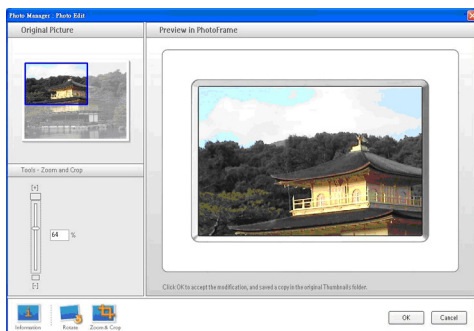 Photo Manager : Photo Edit
Original Picture
Preview in PhotoFrame
Tools - Zoom and Crop
[+]
64 %
[-]
Click OK to accept the modification, and saved a copy in the original Thumbnails folder.
Information
Rotate
Zoom & Crop
OK
Cancel